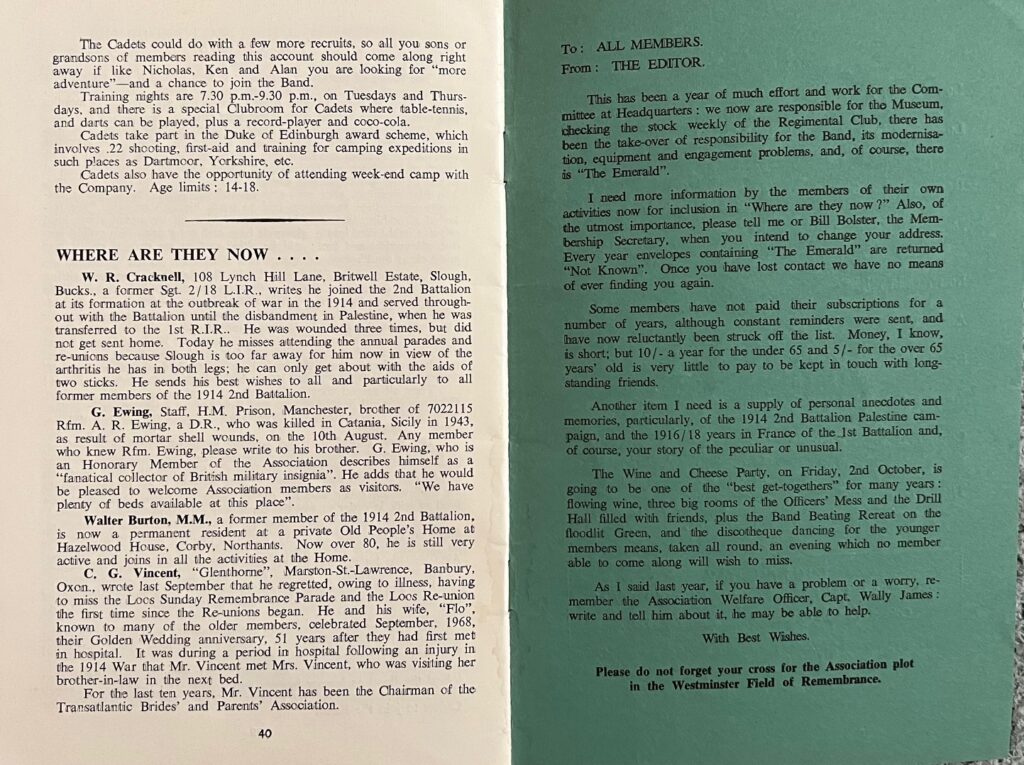 The Cadets could do with a few more recruits, so all you sons or
grandsons of members reading this account should come along right
away if like Nicholas, Ken and Alan you are looking for “more
adventure”—and a chance to join the Band.
Training nights are 7.30 p.m.-9.30 p.m., on Tuesdays and Thurs-
days, and there is a special Clubroom for Cadets where table-tennis,
and darts can be played, plus a record-player and coco-cola.
Cadets take part in the Duke of Edinburgh award scheme, which
involves .22 shooting, first-aid and training for camping expeditions in
such places as Dartmoor, Yorkshire, etc.
Cadets also have the opportunity of attending week-end camp with
the Company. Age limits : 14-18.
WHERE ARE THEY NOW . . . .
W. R. Cracknell, 108 Lynch Hill Lane, Britwell Estate, Slough,
Bucks., a former Sgt. 2/18 L.I.R., writes he joined the 2nd Battalion
at its formation at the outbreak of war in the 1914 and served through-
out with the Battalion until the disbandment in Palestine, when he was
transferred to the 1st R.I.R.. He was wounded three times, but did
not get sent home. Today he misses attending the annual parades and
re-unions because Slough is too far away for him now in view of the
arthritis he has in both legs; he can only get about with the aids of
two sticks. He sends his best wishes to all and particularly to all
former members of the 1914 2nd Battalion.
G. Ewing, Staff, H.M. Prison, Manchester, brother of 7022115
Rfm. A. R. Ewing, a D.R., who was killed in Catania, Sicily in 1943,
as result of mortar shell wounds, on the 10th August. Any member
who knew Rfm. Ewing, please write to his brother. G. Ewing, who is
an Honorary Member of the Association describes himself as a
“fanatical collector of British military insignia”. He adds that he would
be pleased to welcome Association members as visitors. “We have
plenty of beds available at this place”.
Walter Burton, M.M., a former member of the 1914 2nd Battalion,
is now a permanent resident at a private Old People’s Home at
Hazelwood House, Corby, Northants. Now over 80, he is still very
active and joins in all the activities at the Home.
C. G. Vincent, “Glenthorne”, Marston-St.-Lawrence, Banbury,
Oxon., wrote last September that he regretted, owing to illness, having
to miss the Loos Sunday Remembrance Parade and the Loos Re-union
the first time since the Re-unions began. He and his wife, “Flo”,
known to many of the older members, celebrated September, 1968,
their Golden Wedding anniversary, 51 years after they had first met
in hospital. It was during a period in hospital following an injury in
the 1914 War that Mr. Vincent met Mrs. Vincent, who was visiting her
brother-in-law in the next bed.
For the last ten years, Mr. Vincent has been the Chairman of the
Transatlantic Brides’ and Parents’ Association.
40
To : ALL MEMBERS.
From : THE EDITOR.
This has been a year of much effort and work for the Com-
mittee at Headquarters : we now are responsible for the Museum,
checking the stock weekly of the Regimental Club, there has
been the take-over of responsibility for the Band, its modernisa-
tion, equipment and engagement problems, and, of course, there
is “The Emerald”.
I need more information by the members of their own
activities now for inclusion in “Where are they now ?” Also, of
the utmost importance, please tell me or Bill Bolster, the Mem-
bership Secretary, when you intend to change your address.
Every year envelopes containing “The Emerald” are returned
“Not Known”. Once you have lost contact we have no means
of ever finding you again.
Some members have not paid their subscriptions for a
number of years, although constant reminders were sent, and
have now reluctantly been struck off the list. Money, I know,
is short; but 10/- a year for the under 65 and 5/- for the over 65
years’ old is very little to pay to be kept in touch with long-
standing friends.
Another item I need is a supply of personal anecdotes and
memories, particularly, of the 1914 2nd Battalion Palestine cam-
paign, and the 1916/18 years in France of the 1st Battalion and,
of course, your story of the peculiar or unusual.
The Wine and Cheese Party, on Friday, 2nd October, is
going to be one of the “best get-togethers” for many years :
flowing wine, three big rooms of the Officers’ Mess and the Drill
Hall filled with friends, plus the Band Beating Rereat on the
floodlit Green, and the discotheque dancing for the younger
members means, taken all round, an evening which no member
able to come along will wish to miss.
As I said last year, if you have a problem or a worry, re-
member the Association Welfare Officer, Capt. Wally James :
write and tell him about it, he may be able to help.
With Best Wishes.
Please do not forget your cross for the Association plot
in the Westminster Field of Remembrance.